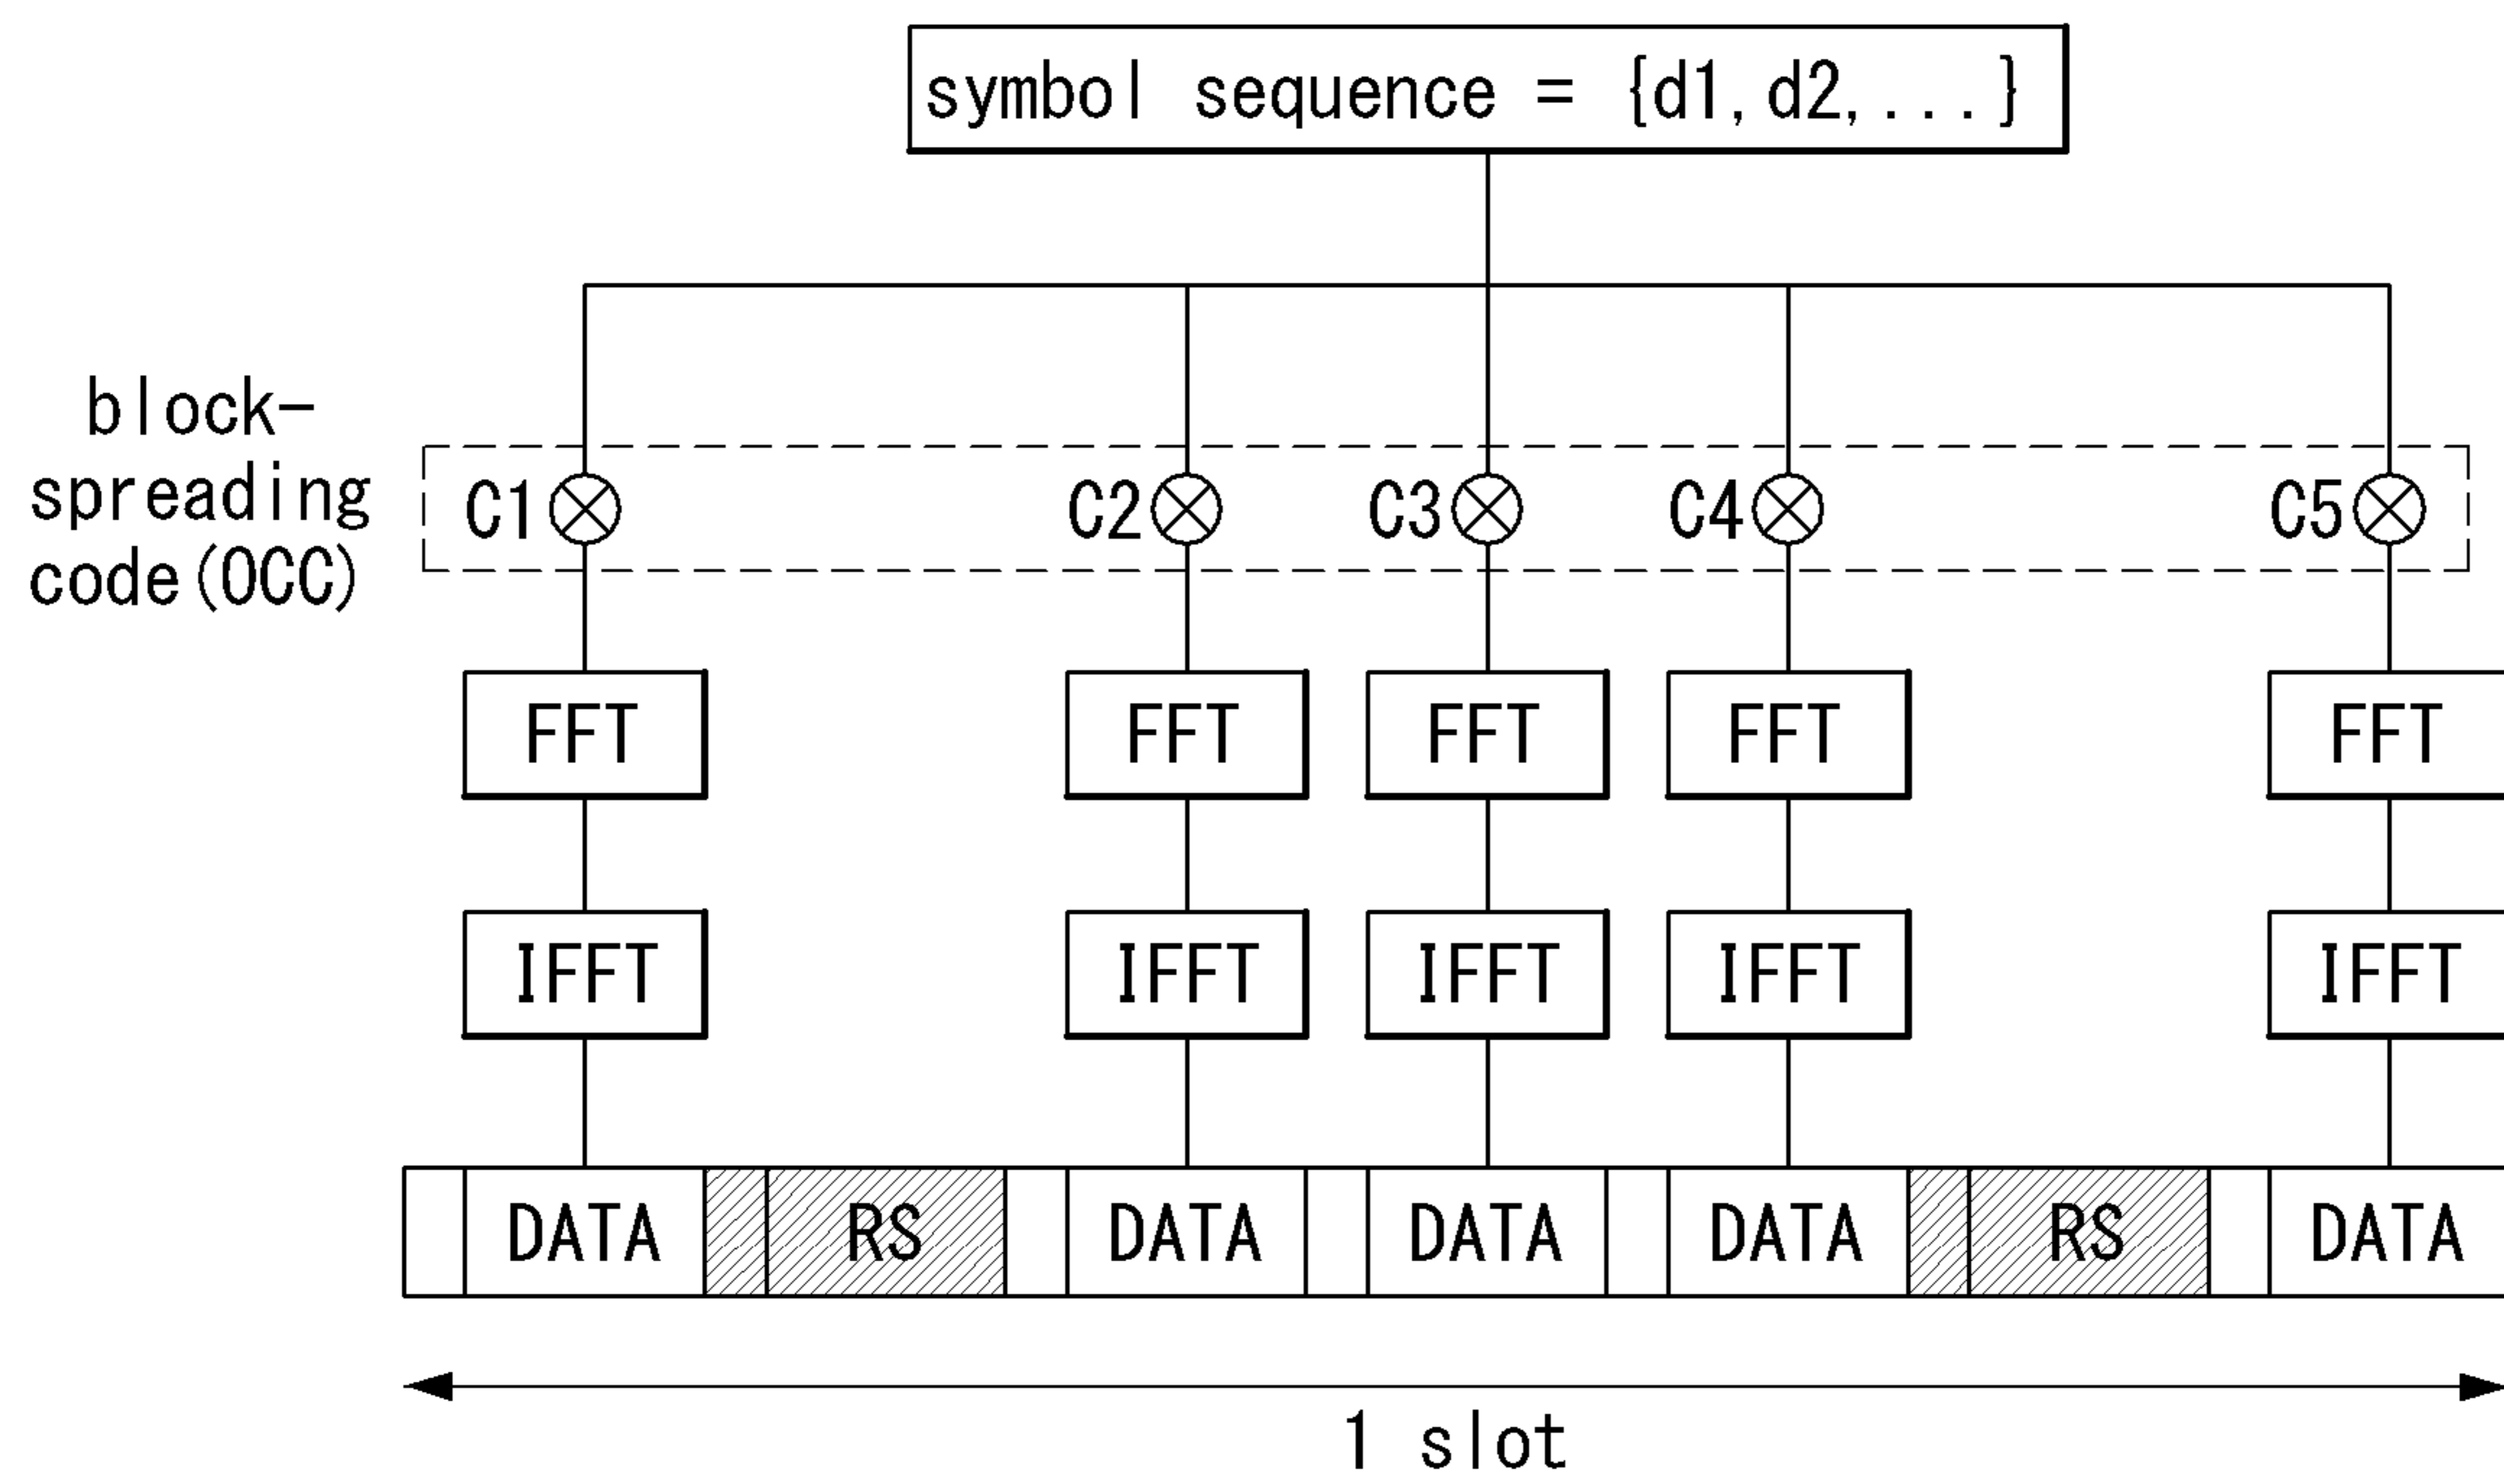 symbol sequence = {d1,d2,...}
block-
spreading
code(OCC)
C1 C2 C3 C4 C5
FFT FFT FFT FFT FFT
IFFT IFFT IFFT IFFT IFFT
DATA RS DATA DATA DATA RS DATA
1 slot